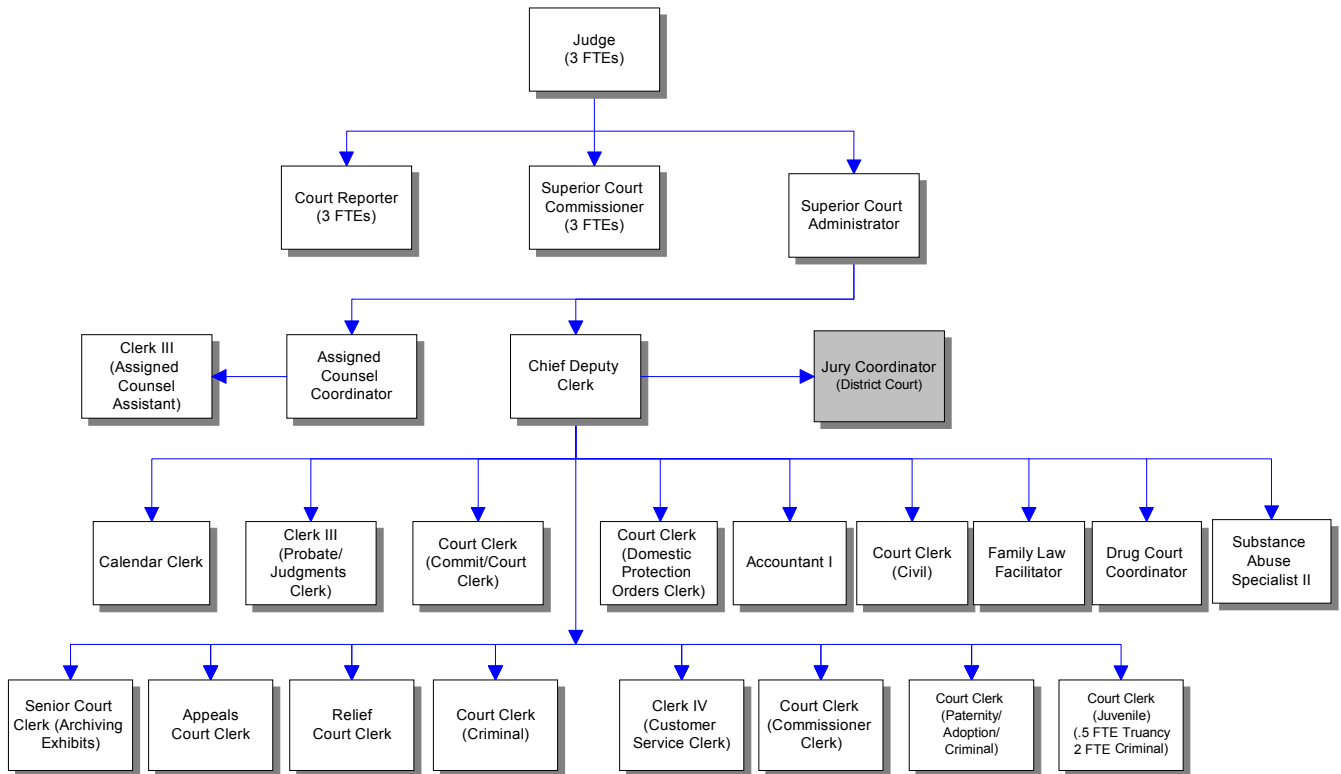 Judge
(3 FTEs)
Court Reporter
(3 FTEs)
Superior Court
Commissioner
(3 FTEs)
Superior Court
Administrator
Clerk III
(Assigned
Counsel
Assistant)
Assigned
Counsel
Coordinator
Chief Deputy
Clerk
Jury Coordinator
(District Court)
Calendar Clerk
Clerk III
(Probate/
Judgments
Clerk)
Court Clerk
(Commit/Court
Clerk)
Court Clerk
(Domestic
Protection
Orders Clerk)
Accountant I
Court Clerk
(Civil)
Family Law
Facilitator
Drug Court
Coordinator
Substance
Abuse
Specialist II
Senior Court
Clerk (Archiving
Exhibits)
Appeals
Court Clerk
Relief
Court Clerk
Court Clerk
(Criminal)
Clerk IV
(Customer
Service Clerk)
Court Clerk
(Commissioner
Clerk)
Court Clerk
(Paternity/
Adoption/
Criminal)
Court Clerk
(Juvenile)
(.5 FTE Truancy
2 FTE Criminal)